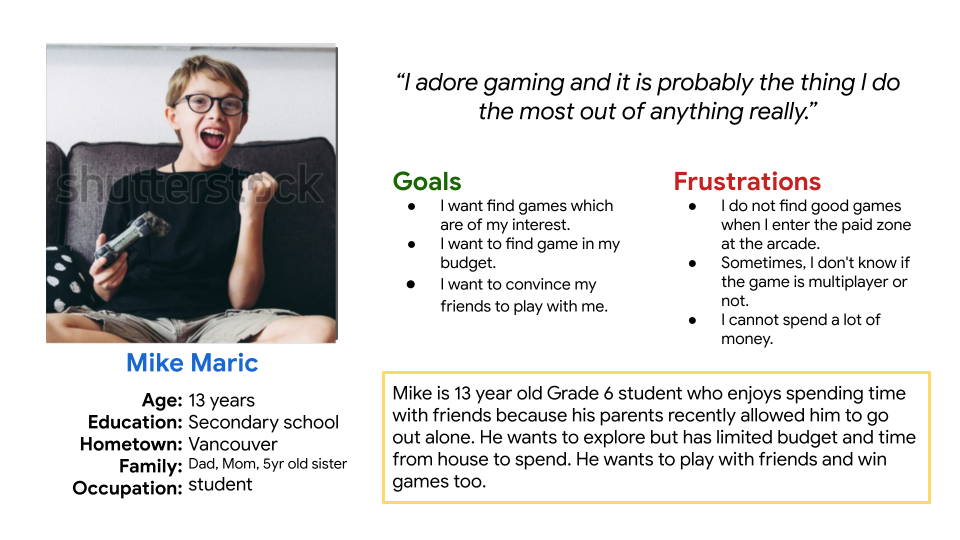 shutterstock
Mike Maric
Age: 13 years
Education: Secondary school
Hometown: Vancouver
Family: Dad, Mom, 5yr old sister
Occupation: student
“I adore gaming and it is probably the thing I do
the most out of anything really.”
Goals
● I want find games which
are of my interest.
● I want to find game in my
budget.
● I want to convince my
friends to play with me.
Frustrations
● I do not find good games
when I enter the paid zone
at the arcade.
● Sometimes, I don't know if
the game is multiplayer or
not.
● I cannot spend a lot of
money.
Mike is 13 year old Grade 6 student who enjoys spending time
with friends because his parents recently allowed him to go
out alone. He wants to explore but has limited budget and time
from house to spend. He wants to play with friends and win
games too.